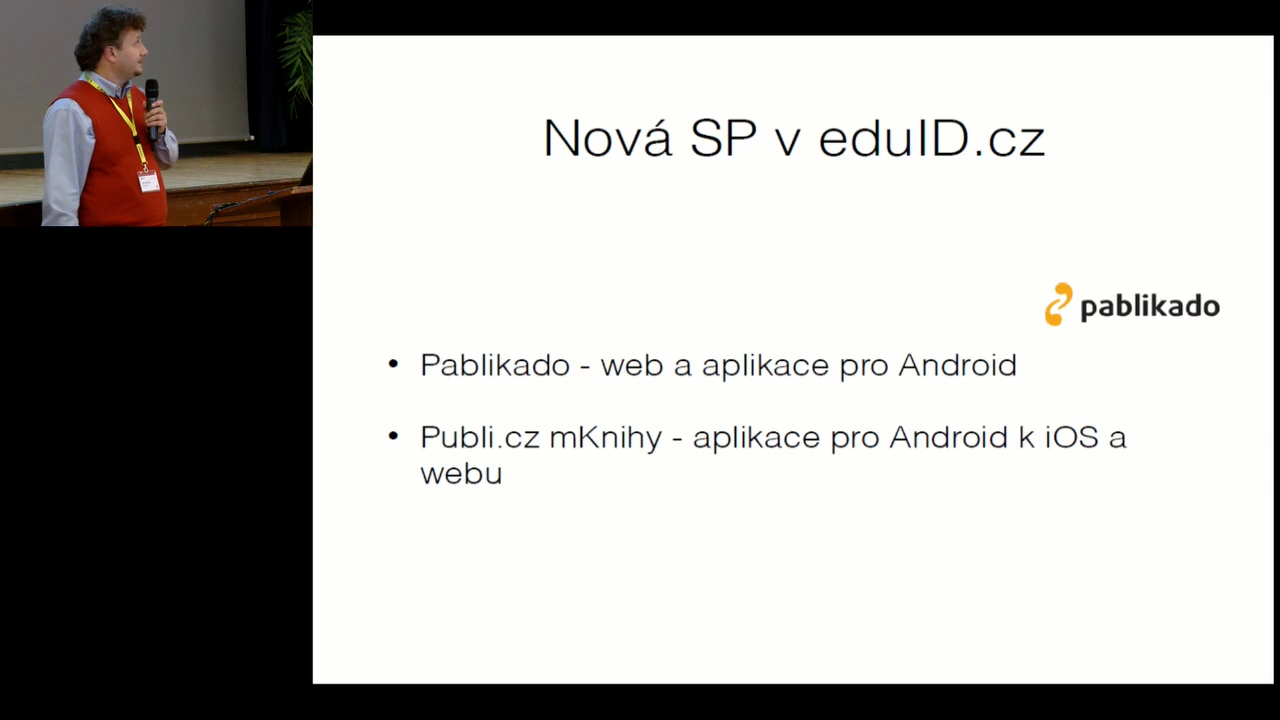 Nová SP v eduID.cz
pablikado
• Pablikado - web a aplikace pro Android
• Publi.cz mKnihy - aplikace pro Android k iOS a
webu